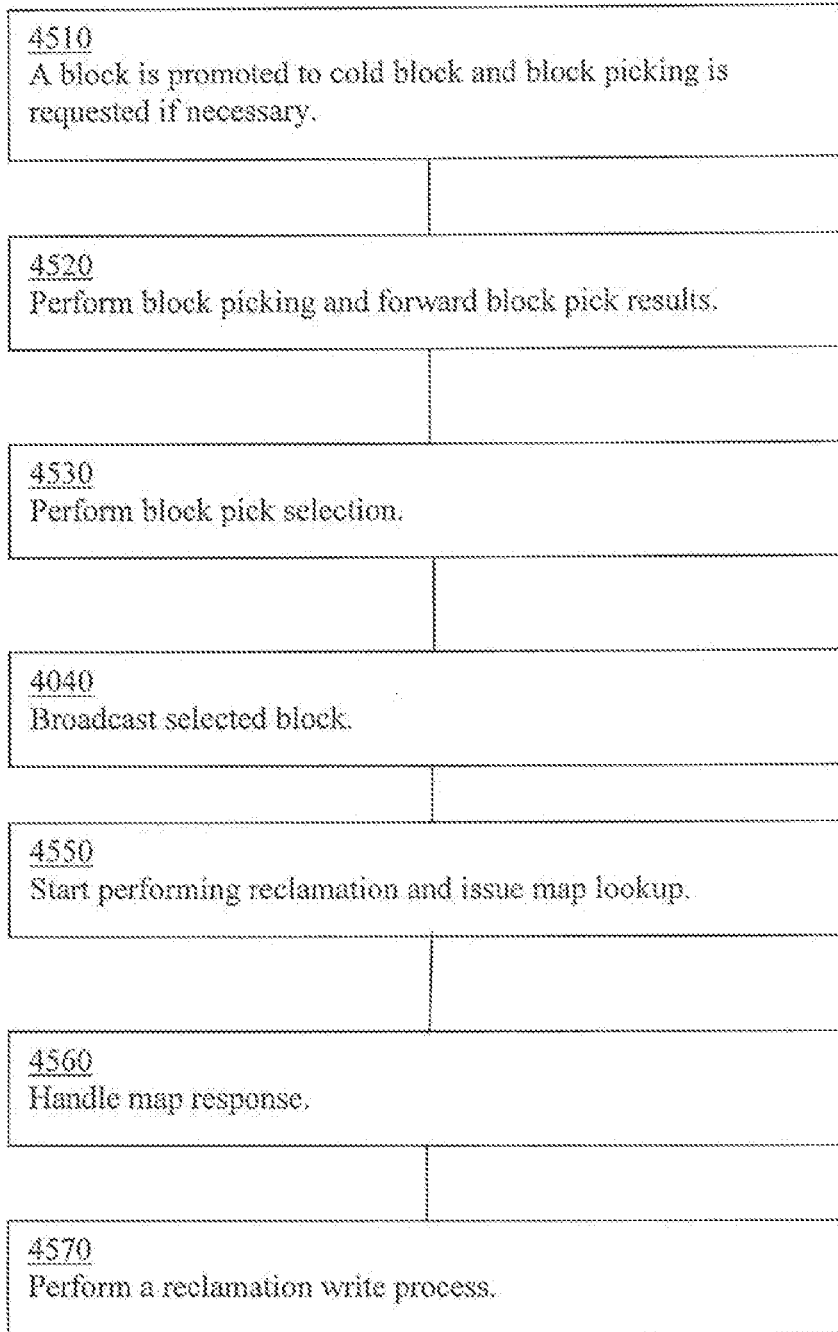 4510
A block is promoted to cold block and block picking is
requested if necessary.
4520
Perform block picking and forward block pick results.
4530
Perform block pick selection.
4040
Broadcast selected block.
4550
Start performing reclamation and issue map lookup.
4560
Handle map response.
4570
Perform a reclamation write process.